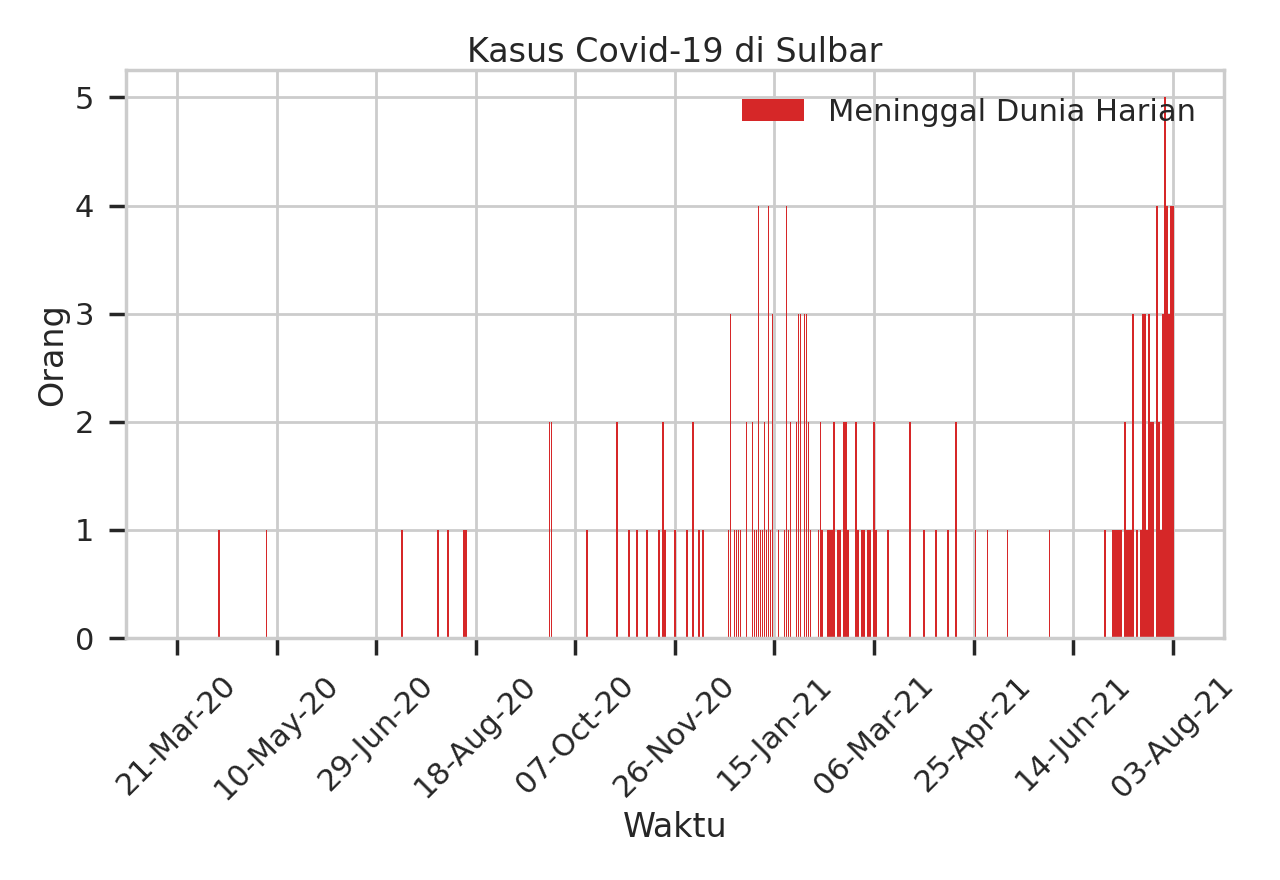 Kasus Covid-19 di Sulbar
Meninggal Dunia Harian
Orang
5
4
3
2
1
0
21-Mar-20
10-May-20
29-Jun-20
18-Aug-20
07-Oct-20
26-Nov-20
15-Jan-21
06-Mar-21
25-Apr-21
14-Jun-21
03-Aug-21
Waktu